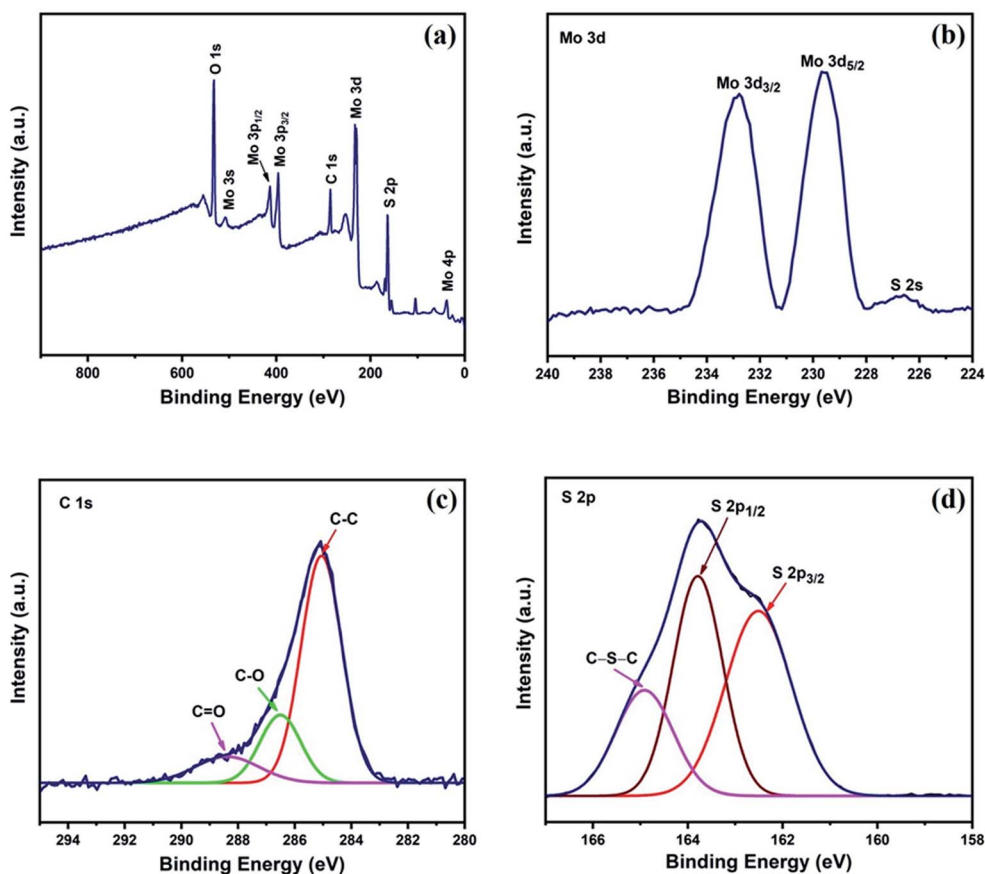 (a)
O 1s
Mo 3s
Mo 3p1/2
Mo 3p3/2
C 1s
Mo 3d
S 2p
Mo 4p
Intensity (a.u.)
800 600 400 200 0
Binding Energy (eV)
Mo 3d
(b)
Mo 3d3/2
Mo 3d5/2
S 2s
Intensity (a.u.)
240 238 236 234 232 230 228 226 224
Binding Energy (eV)
C 1s
(c)
C-C
C-O
C=O
Intensity (a.u.)
294 292 290 288 286 284 282 280
Binding Energy (eV)
S 2p
(d)
S 2p1/2
S 2p3/2
C–S–C
Intensity (a.u.)
166 164 162 160 158
Binding Energy (eV)